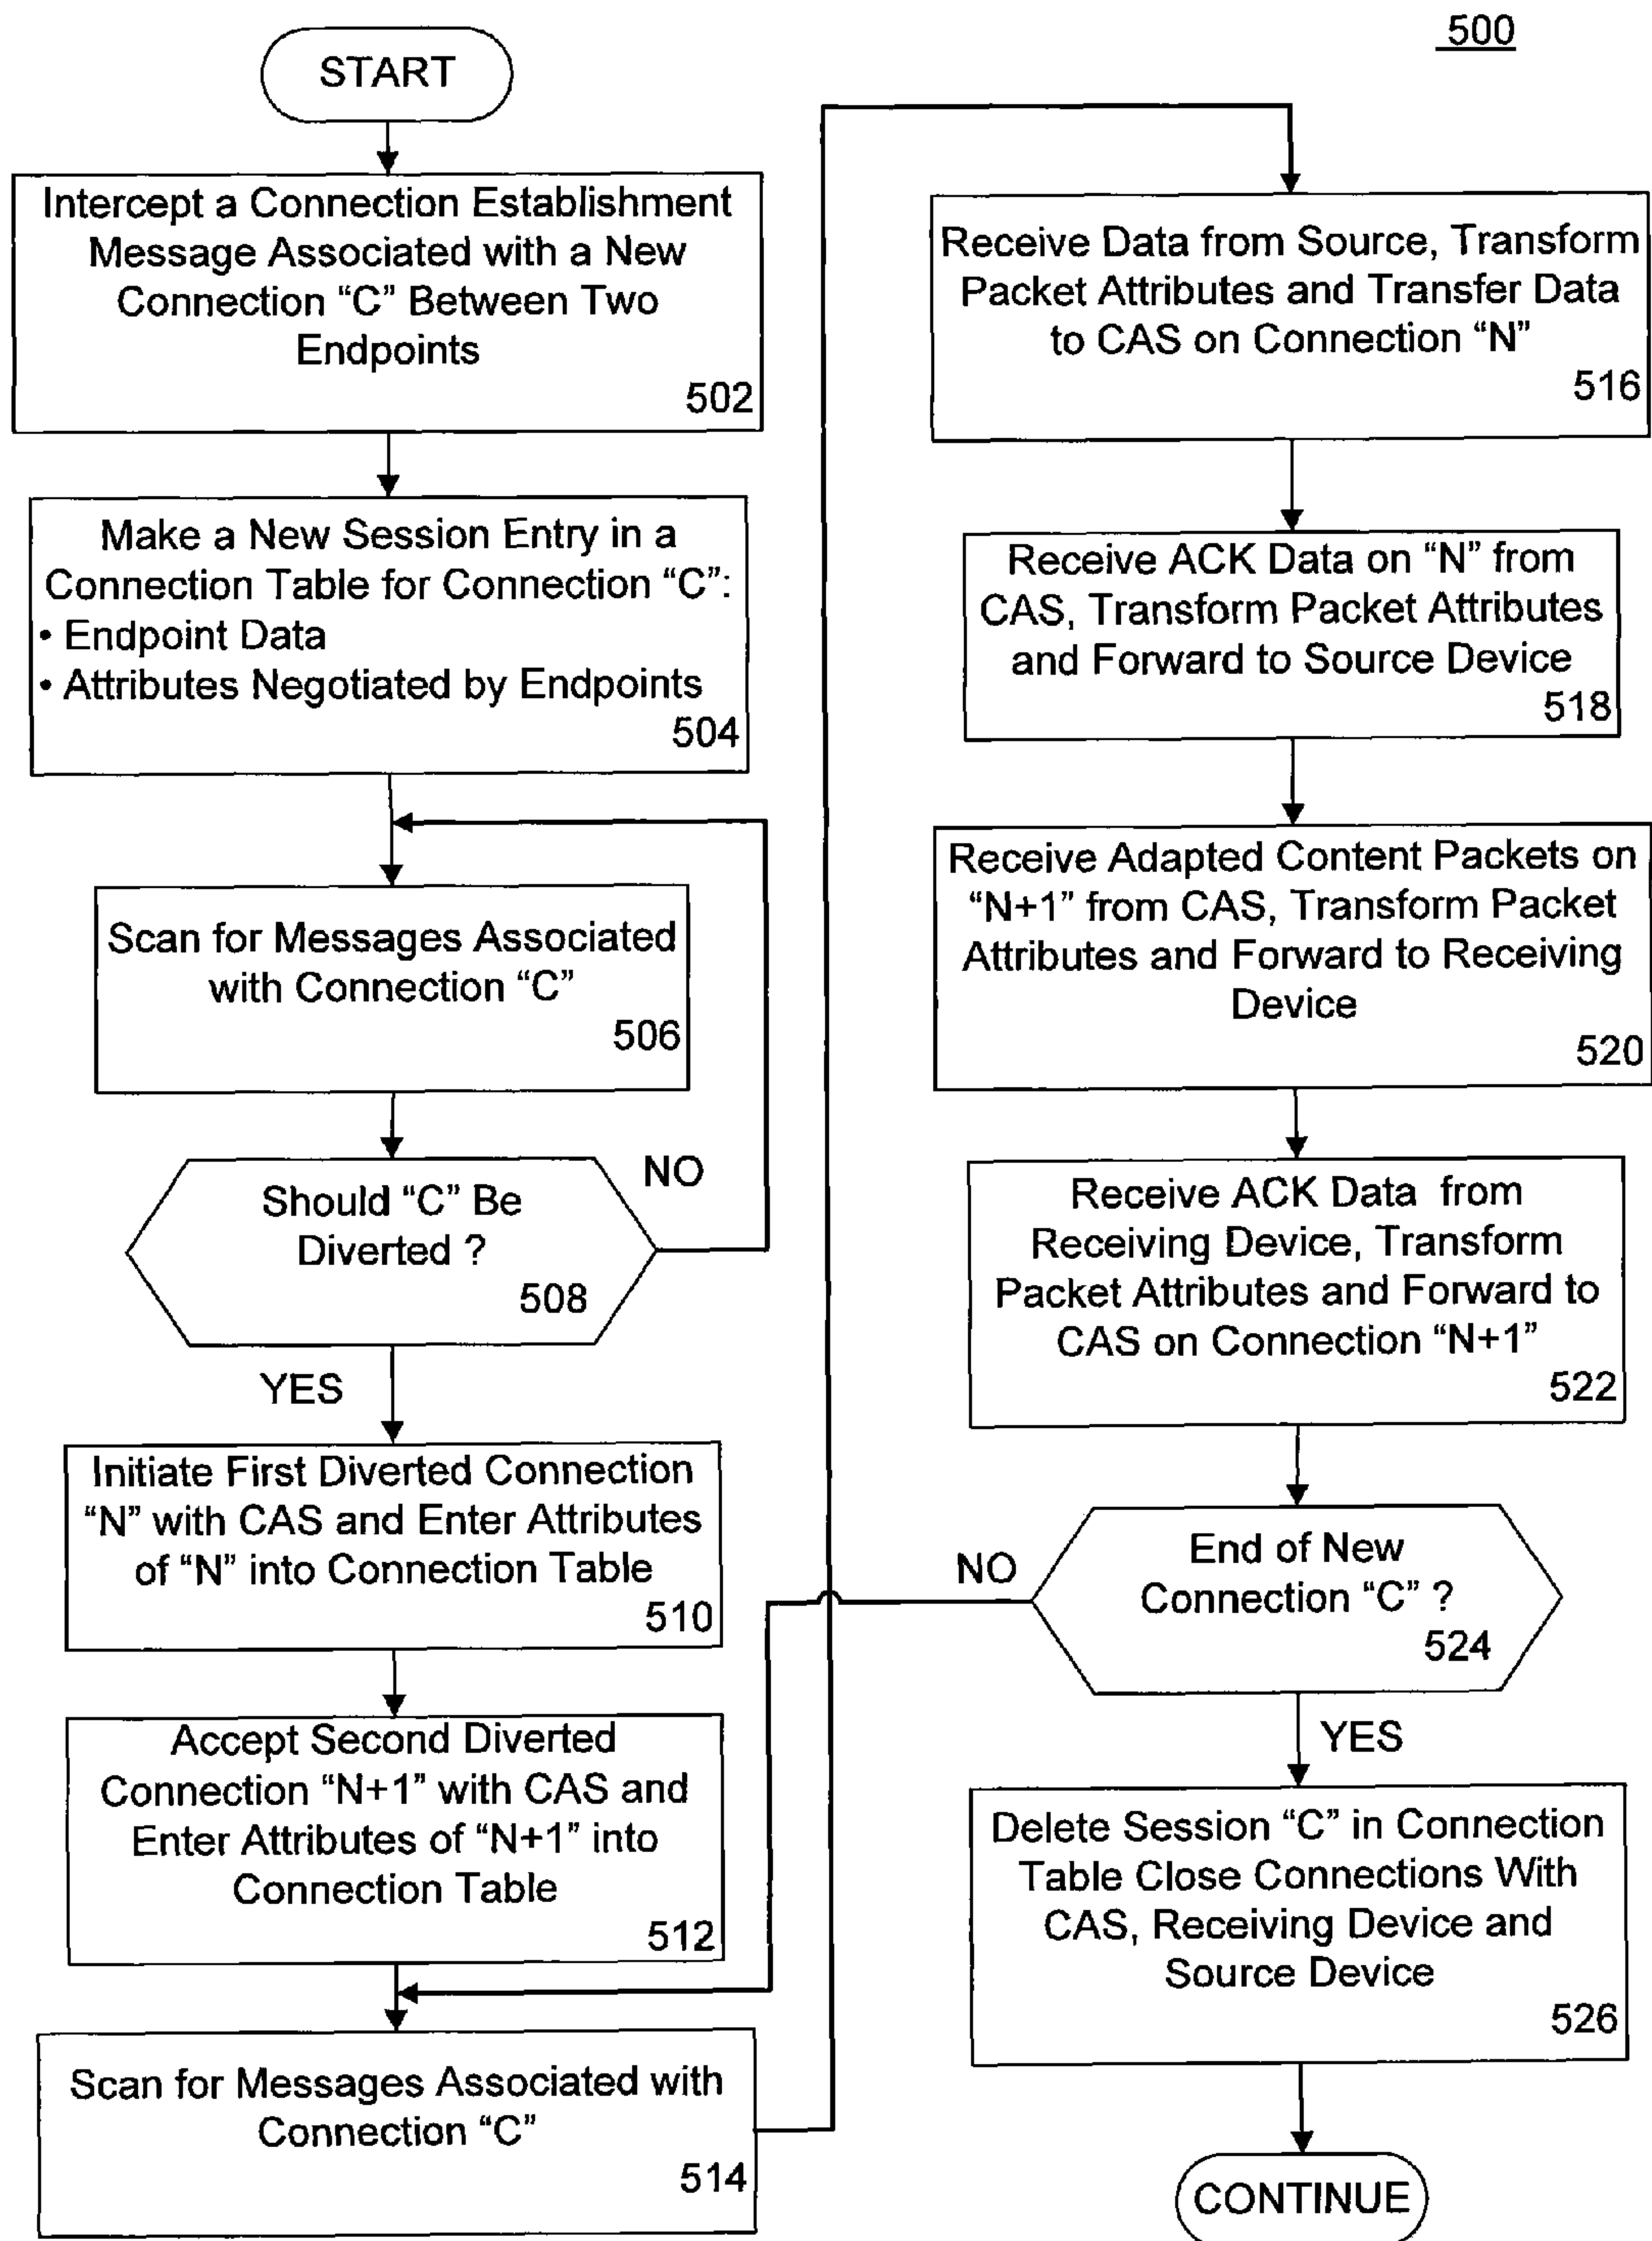 500
START
Intercept a Connection Establishment
Message Associated with a New
Connection “C” Between Two
Endpoints
502
Make a New Session Entry in a
Connection Table for Connection “C”:
• Endpoint Data
• Attributes Negotiated by Endpoints
504
Scan for Messages Associated
with Connection “C”
506
Should “C” Be
Diverted ?
508
NO
YES
Initiate First Diverted Connection
“N” with CAS and Enter Attributes
of “N” into Connection Table
510
Accept Second Diverted
Connection “N+1” with CAS and
Enter Attributes of “N+1” into
Connection Table
512
Scan for Messages Associated with
Connection “C”
514
Receive Data from Source, Transform
Packet Attributes and Transfer Data
to CAS on Connection “N”
516
Receive ACK Data on “N” from
CAS, Transform Packet Attributes
and Forward to Source Device
518
Receive Adapted Content Packets on
“N+1” from CAS, Transform Packet
Attributes and Forward to Receiving
Device
520
Receive ACK Data from
Receiving Device, Transform
Packet Attributes and Forward to
CAS on Connection “N+1”
522
End of New
Connection “C” ?
524
NO
YES
Delete Session “C” in Connection
Table Close Connections With
CAS, Receiving Device and
Source Device
526
CONTINUE